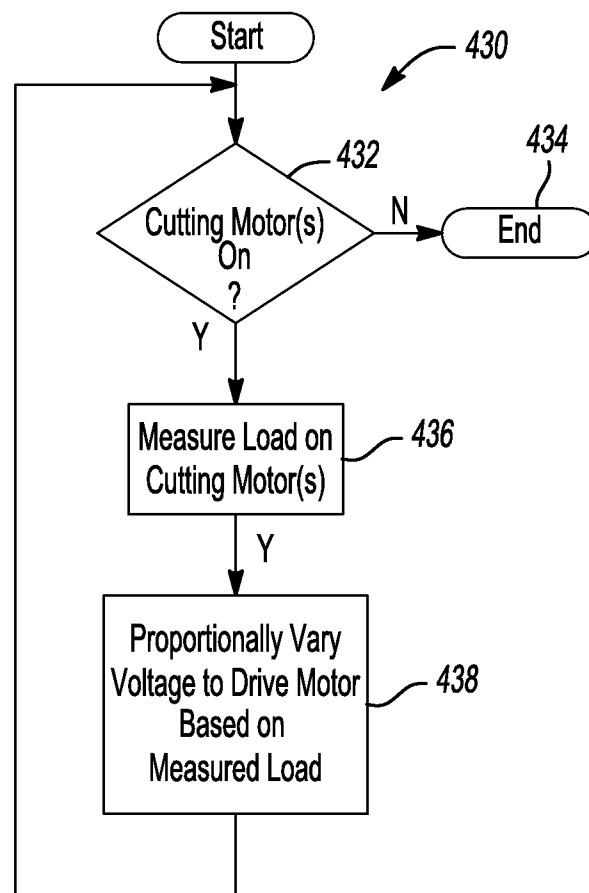 Start
430
432
Cutting Motor(s)
On
?
N
434
End
Y
Measure Load on
Cutting Motor(s)
436
Y
Proportionally Vary
Voltage to Drive Motor
Based on
Measured Load
438